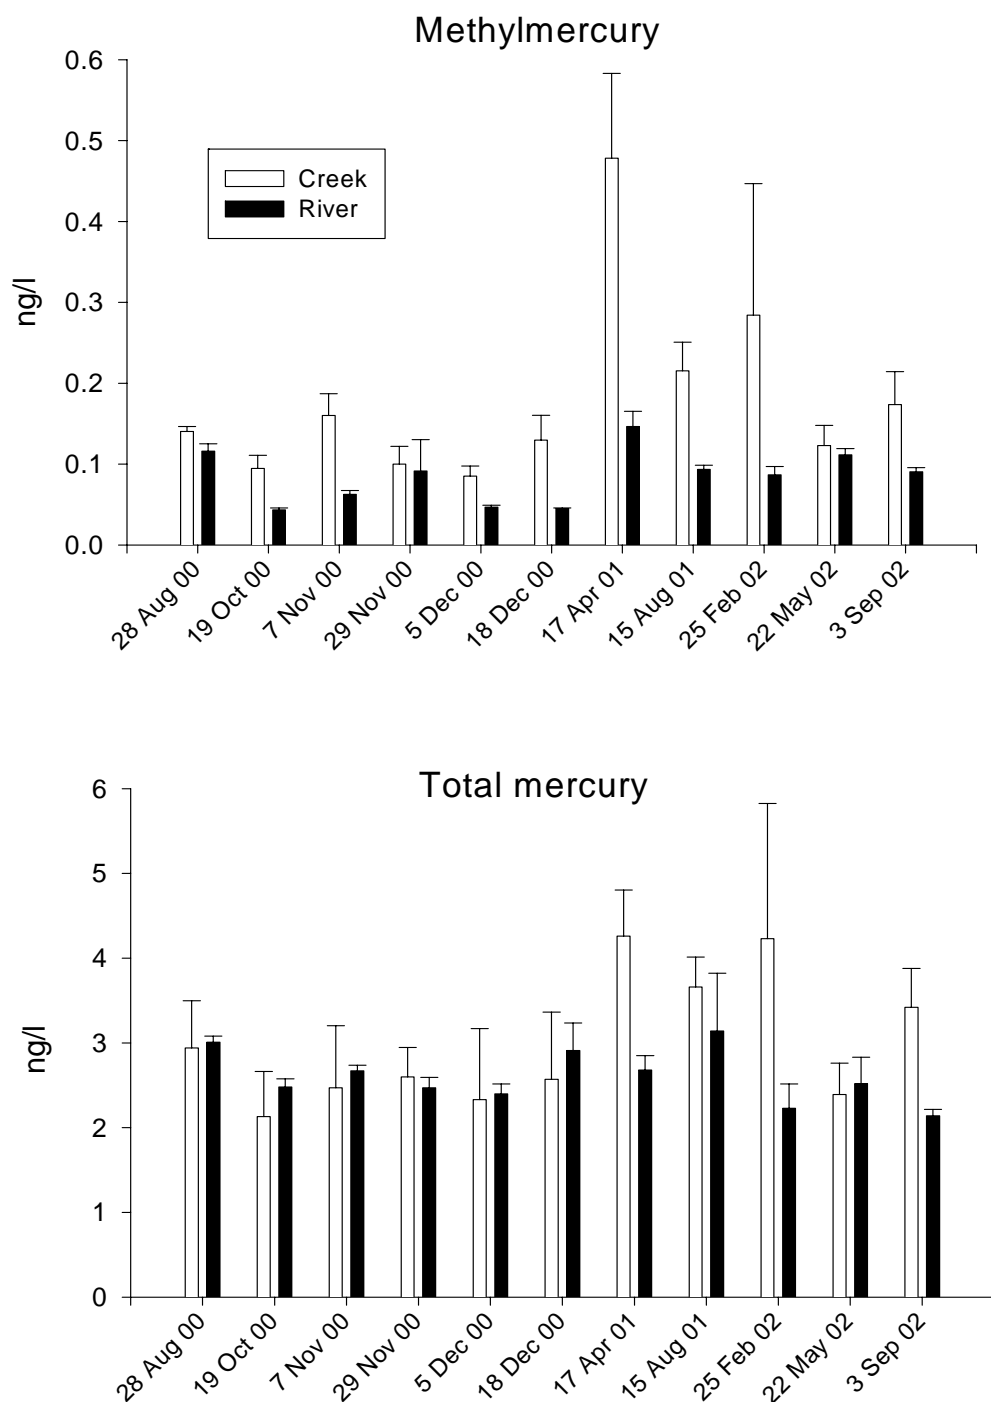 Methylmercury
0.6
0.5
0.4
0.3
0.2
0.1
0.0
ng/l
Creek
River
28 Aug 00
19 Oct 00
7 Nov 00
29 Nov 00
5 Dec 00
18 Dec 00
17 Apr 01
15 Aug 01
25 Feb 02
22 May 02
3 Sep 02
Total mercury
6
5
4
3
2
1
0
ng/l
28 Aug 00
19 Oct 00
7 Nov 00
29 Nov 00
5 Dec 00
18 Dec 00
17 Apr 01
15 Aug 01
25 Feb 02
22 May 02
3 Sep 02